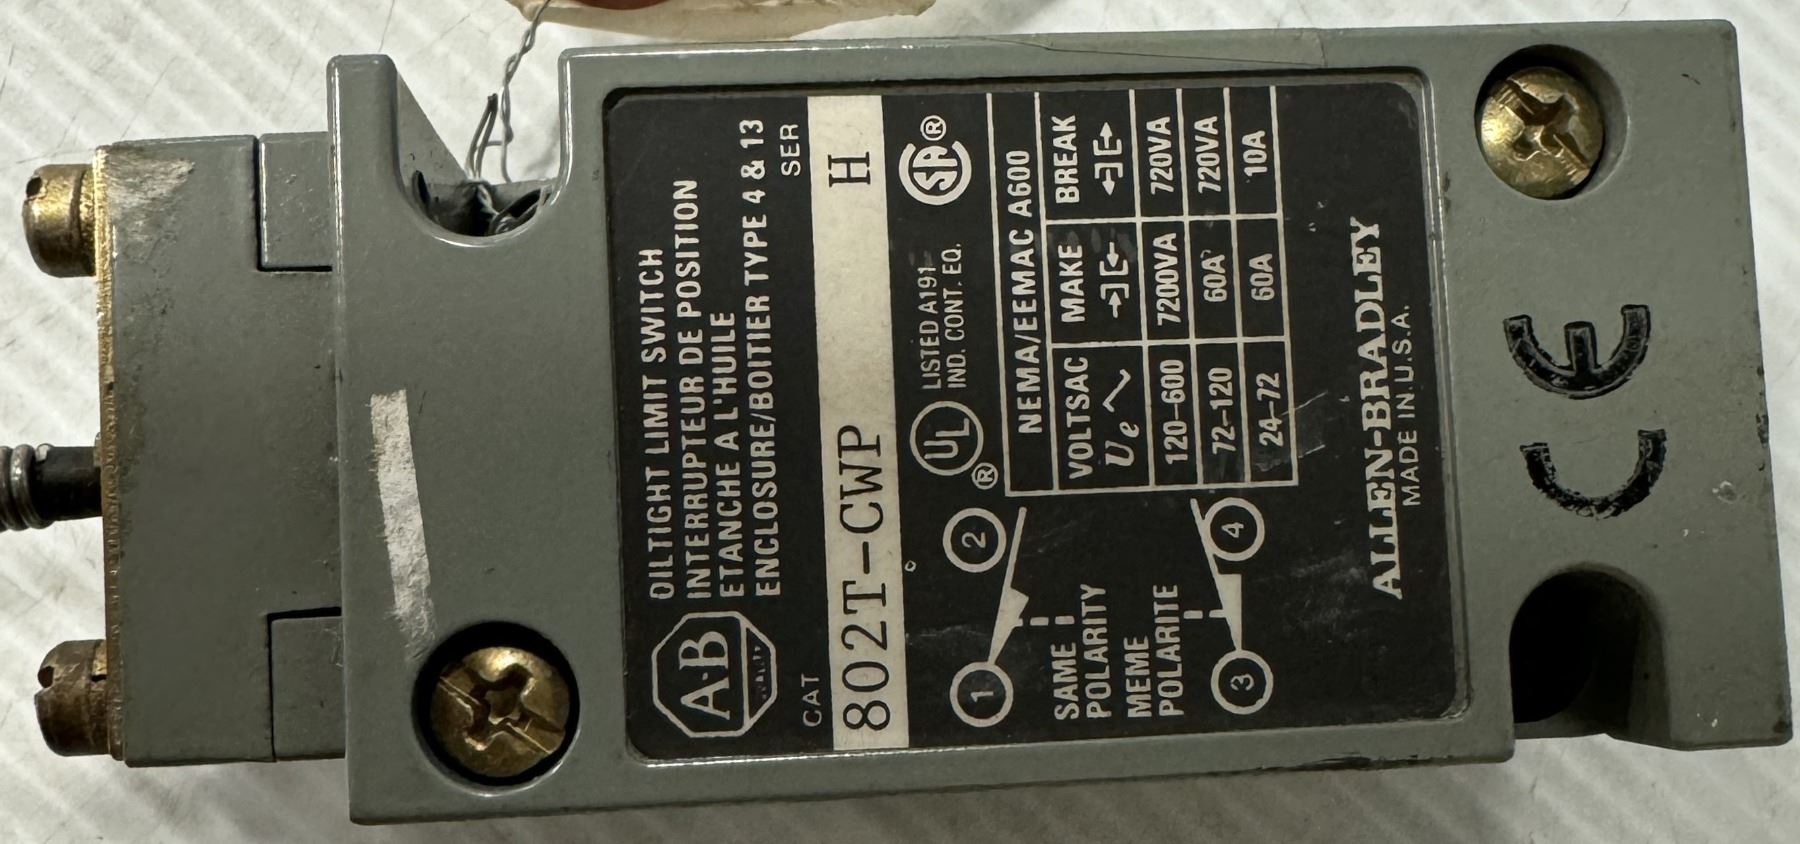 A-B
OILTIGHT LIMIT SWITCH
INTERRUPTEUR DE POSITION
ETANCHE A L'HUILE
ENCLOSURE/BOITIER TYPE 4 & 13
CAT SER
802T-CWP H
UL ® LISTED A191 SA ®
IND. CONT. EQ.
1 2
NEMA/EEMAC A600
VOLTSAC MAKE BREAK
Ue
120-600 7200VA 720VA
72-120 60A 720VA
24-72 60A 10A
SAME
POLARITY
MEME
POLARITE
3 4
ALLEN-BRADLEY
MADE IN U.S.A.
CE